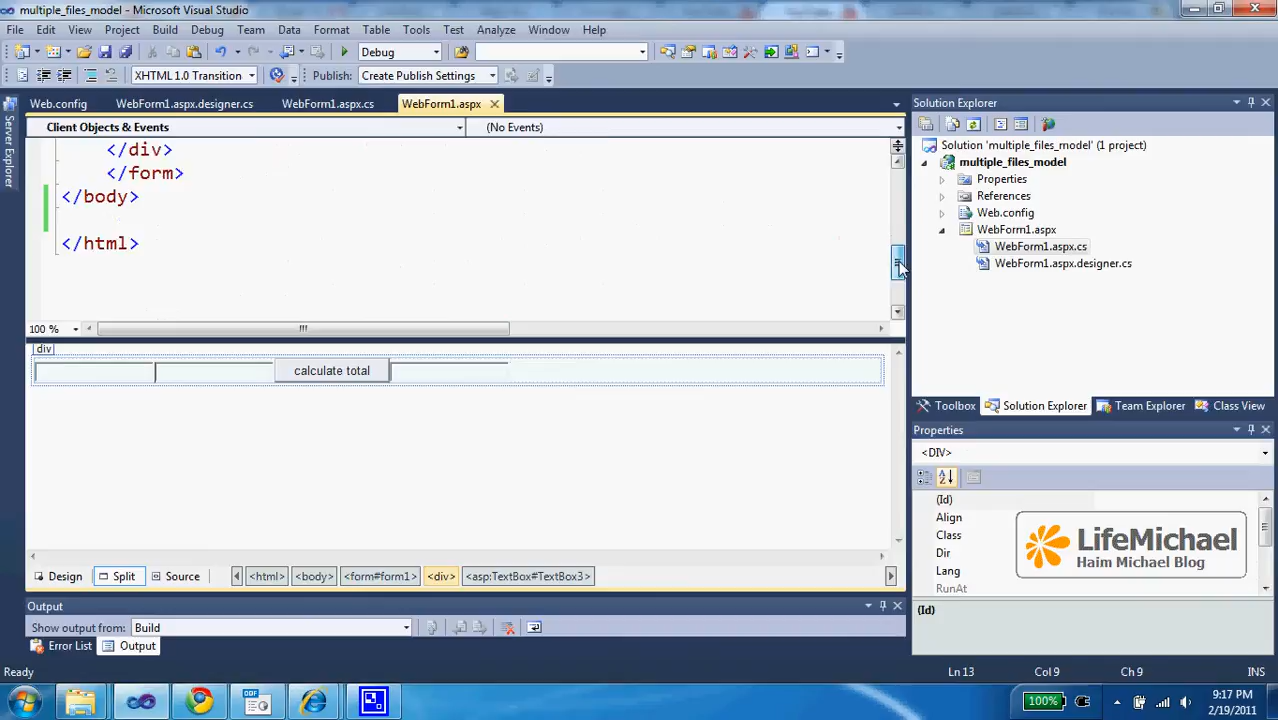 multiple_files_model - Microsoft Visual Studio
File Edit View Project Build Debug Team Data Format Table Tools Test Analyze Window Help
Debug
XHTML 1.0 Transition Publish: Create Publish Settings
Web.config WebForm1.aspx.designer.cs WebForm1.aspx.cs WebForm1.aspx
Client Objects & Events (No Events)
Server Explorer
</div>
</form>
</body>
</html>
100 %
div
calculate total
Design Split Source <html> <body> <form#form1> <div> <asp:TextBox#TextBox3>
Output
Show output from: Build
Error List Output
Solution Explorer
Solution 'multiple_files_model' (1 project)
multiple_files_model
Properties
References
Web.config
WebForm1.aspx
WebForm1.aspx.cs
WebForm1.aspx.designer.cs
Toolbox Solution Explorer Team Explorer Class View
Properties
<DIV>
(Id)
Align
Class
Dir
Lang
RunAt
LifeMichael
Haim Michael Blog
(Id)
Ready Ln 13 Col 9 Ch 9 INS
ODF
100%
9:17 PM
2/19/2011